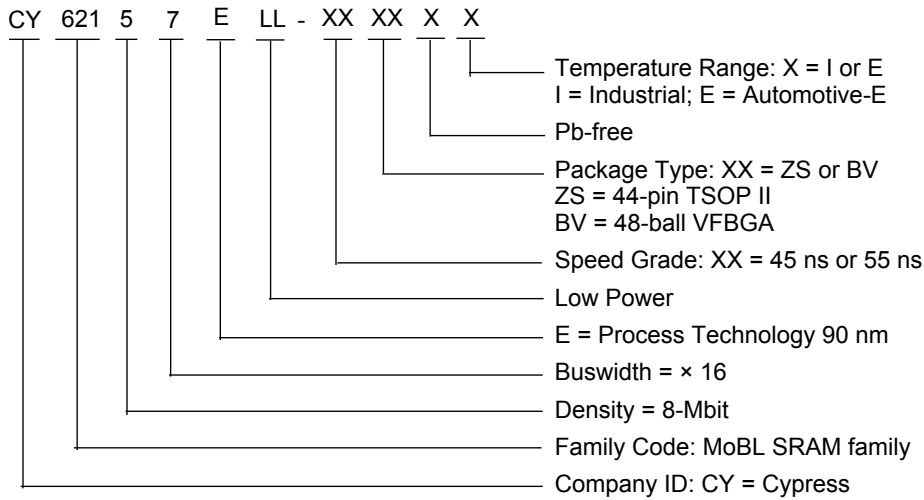 CY 621 5 7 E LL - XX XX X X
Temperature Range: X = I or E
I = Industrial; E = Automotive-E
Pb-free
Package Type: XX = ZS or BV
ZS = 44-pin TSOP II
BV = 48-ball VFBGA
Speed Grade: XX = 45 ns or 55 ns
Low Power
E = Process Technology 90 nm
Buswidth = × 16
Density = 8-Mbit
Family Code: MoBL SRAM family
Company ID: CY = Cypress